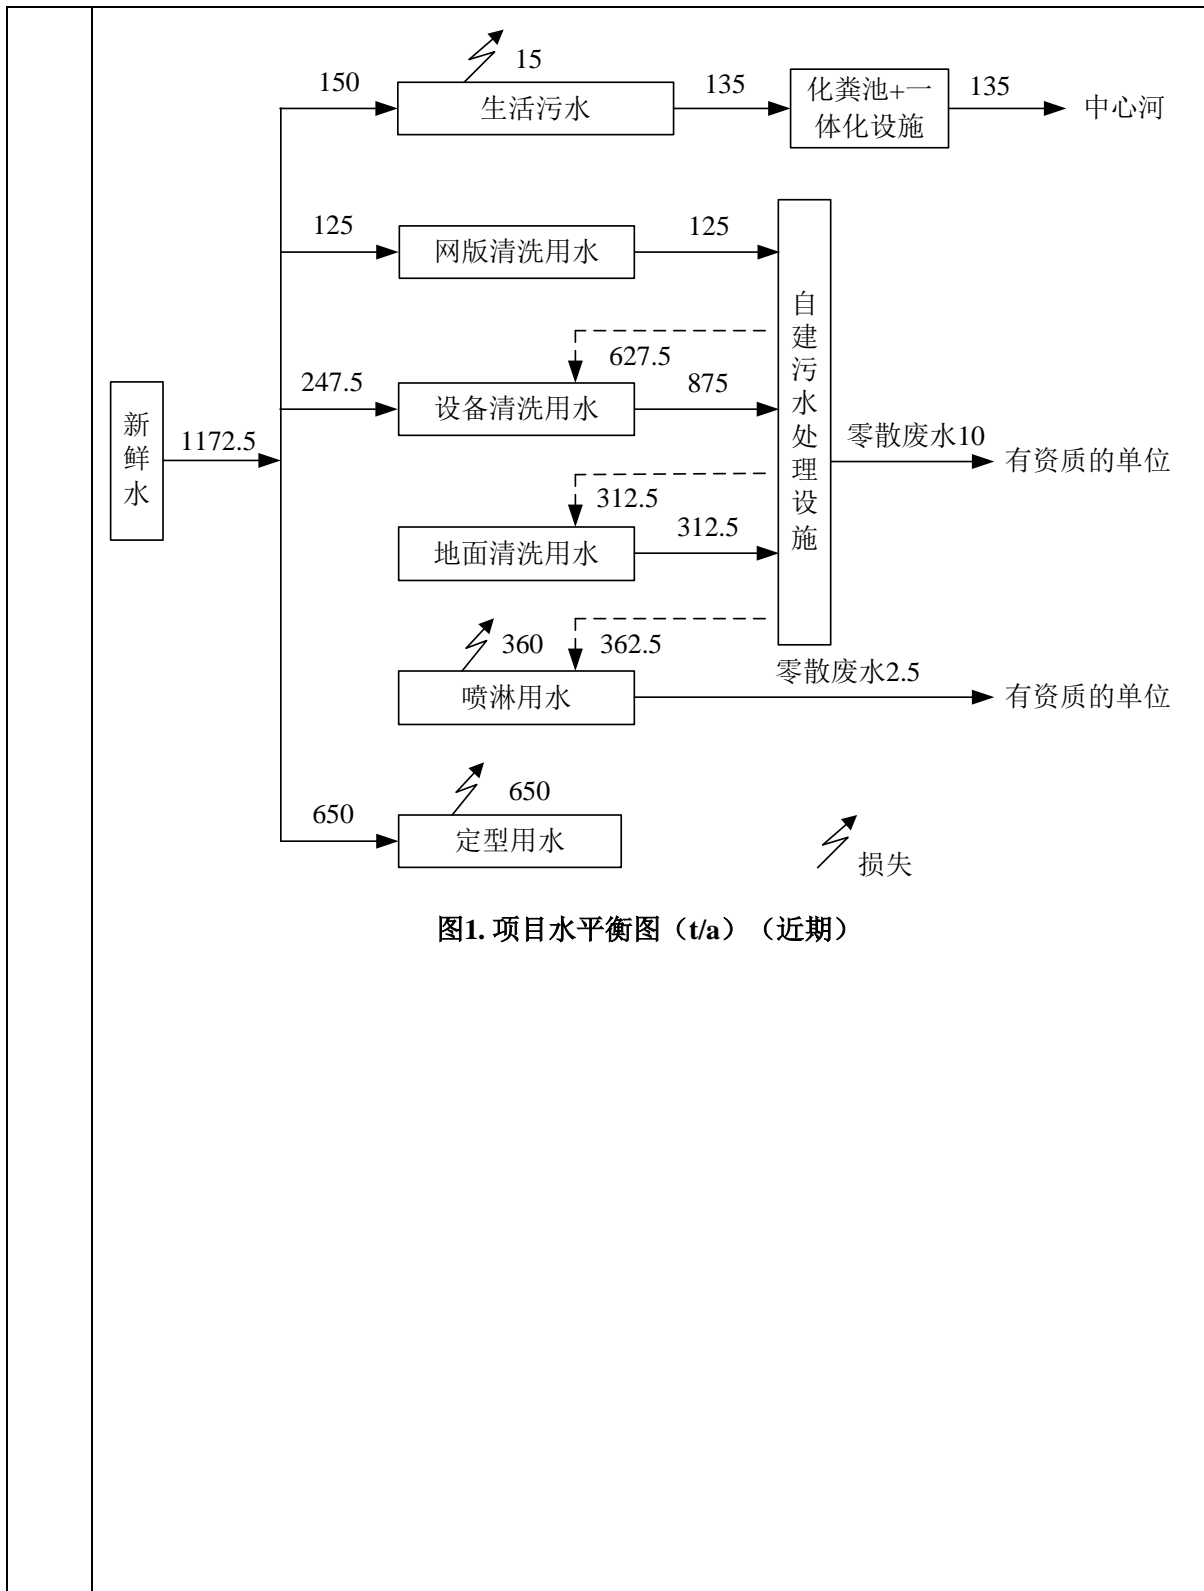 15
150
生活污水
135
化粪池+一
体化设施
135
中心河
125
网版清洗用水
125
自建污水处理设施
627.5
247.5
设备清洗用水
875
新鲜水
1172.5
零散废水10
有资质的单位
312.5
地面清洗用水
312.5
360
362.5
喷淋用水
零散废水2.5
有资质的单位
650
650
定型用水
损失
图1. 项目水平衡图（t/a）（近期）